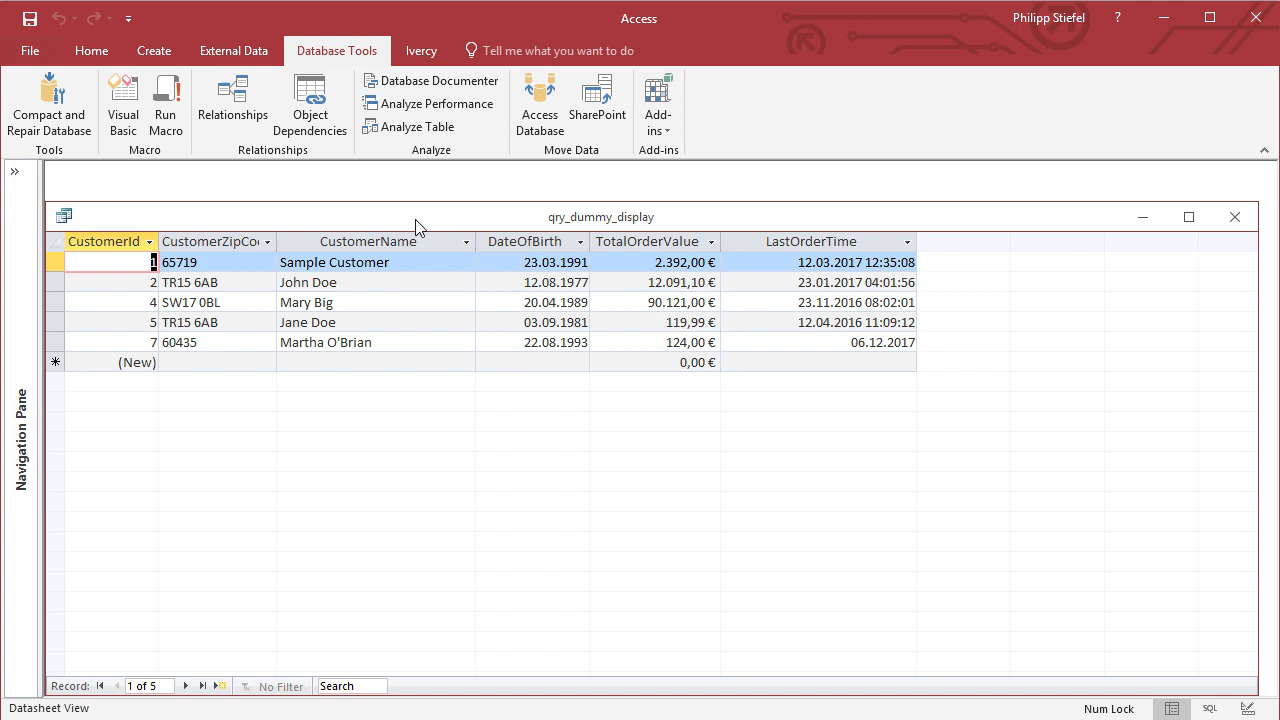 Access
Philipp Stiefel
?
File Home Create External Data Database Tools Ivercy Tell me what you want to do
Compact and Repair Database
Visual Basic
Run Macro
Relationships
Object Dependencies
Database Documenter
Analyze Performance
Analyze Table
Access Database
SharePoint
Add-ins
Tools Macro Relationships Analyze Move Data Add-ins
»
Navigation Pane
qry_dummy_display
CustomerId CustomerZipCo CustomerName DateOfBirth TotalOrderValue LastOrderTime
1 65719 Sample Customer 23.03.1991 2.392,00 € 12.03.2017 12:35:08
2 TR15 6AB John Doe 12.08.1977 12.091,10 € 23.01.2017 04:01:56
4 SW17 0BL Mary Big 20.04.1989 90.121,00 € 23.11.2016 08:02:01
5 TR15 6AB Jane Doe 03.09.1981 119,99 € 12.04.2016 11:09:12
7 60435 Martha O'Brian 22.08.1993 124,00 € 06.12.2017
* (New) 0,00 €
Record: 1 of 5 No Filter Search
Datasheet View Num Lock SQL